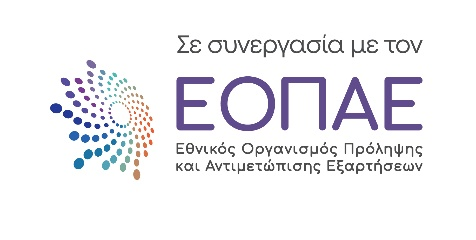 Σε συνεργασία με τον
ΕΟΠΑΕ
Εθνικός Οργανισμός Πρόληψης
και Αντιμετώπισης Εξαρτήσεων